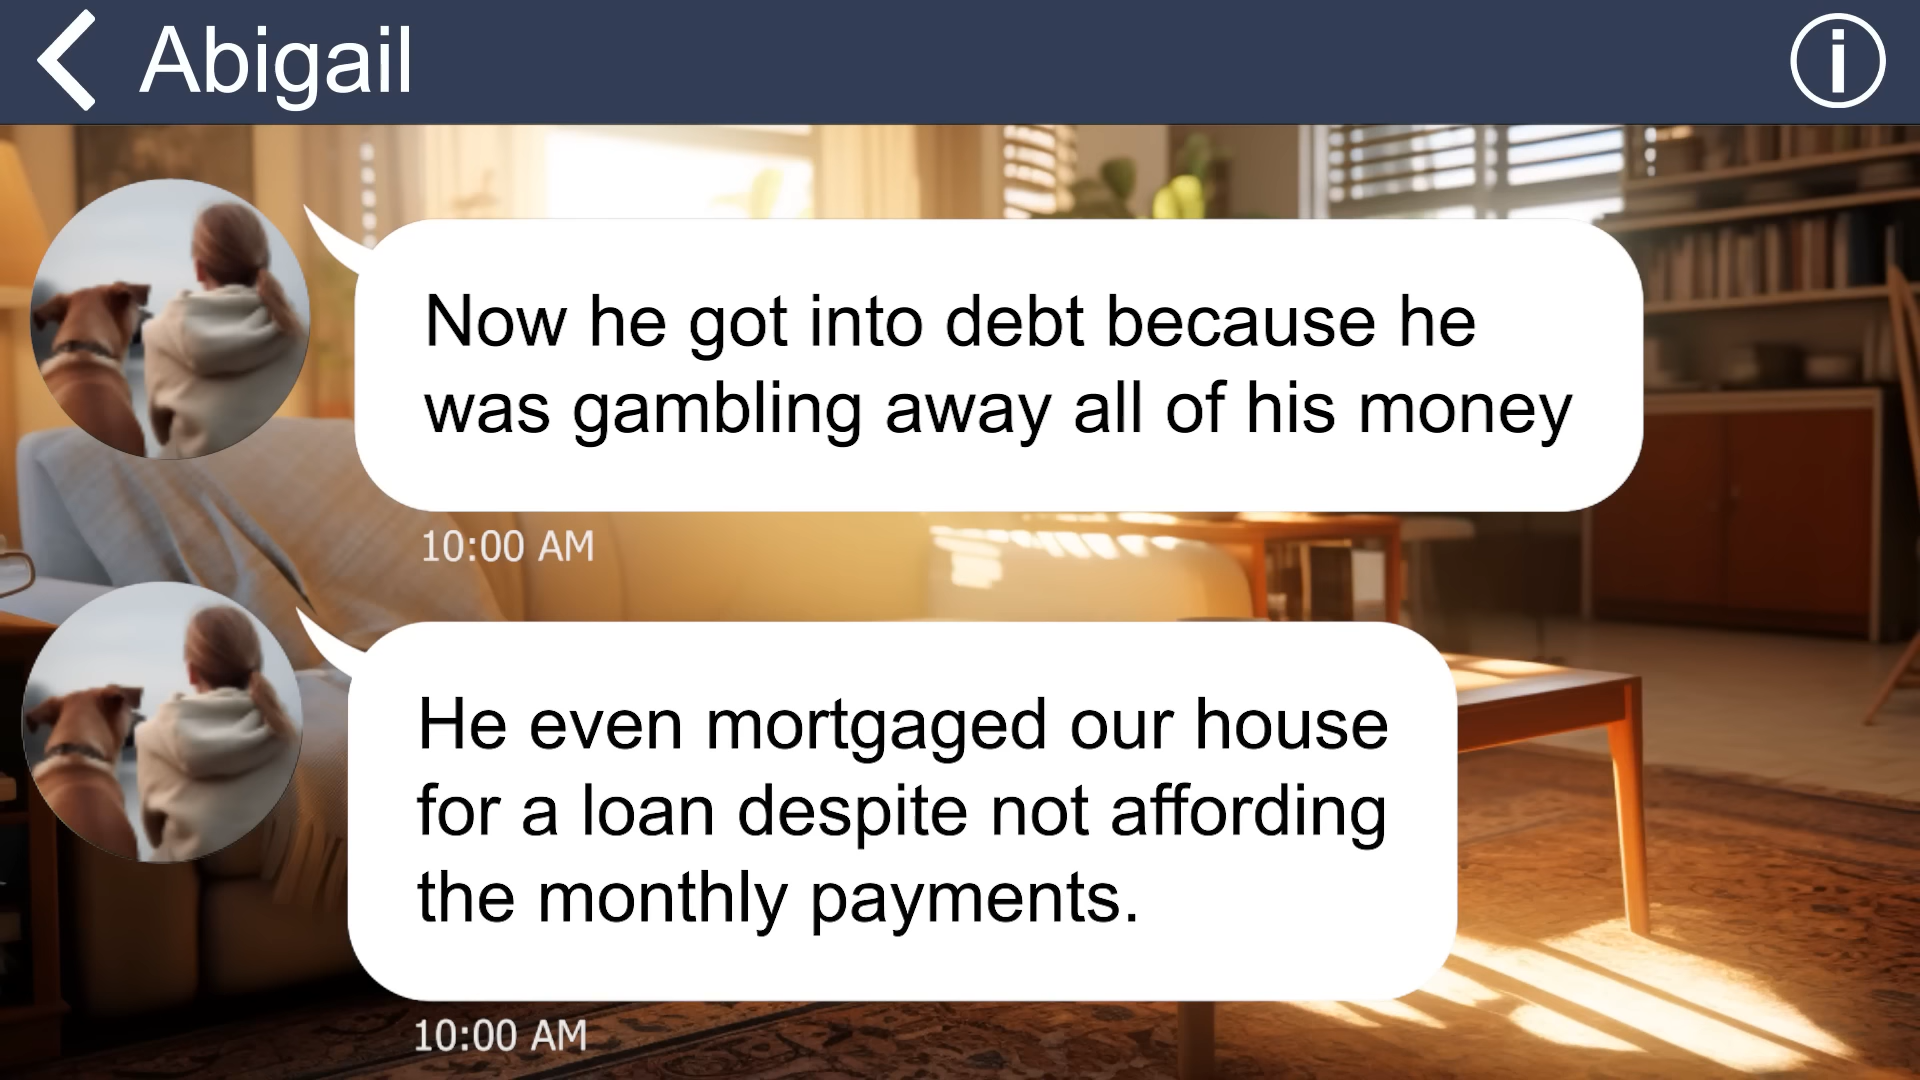 Abigail
Now he got into debt because he
was gambling away all of his money
10:00 AM
He even mortgaged our house
for a loan despite not affording
the monthly payments.
10:00 AM